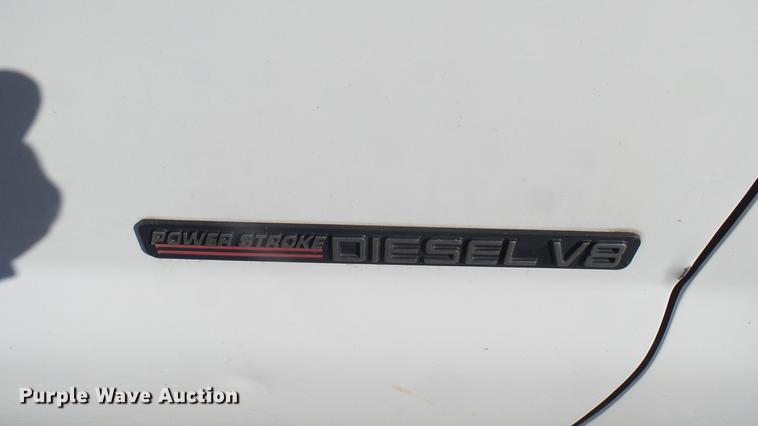 POWER STROKE DIESEL V8
Purple Wave Auction